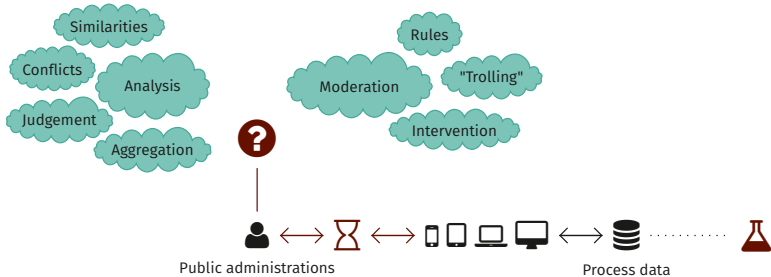 Similarities
Conflicts
Analysis
Judgement
Aggregation
Rules
Moderation
"Trolling"
Intervention
?
Public administrations
Process data